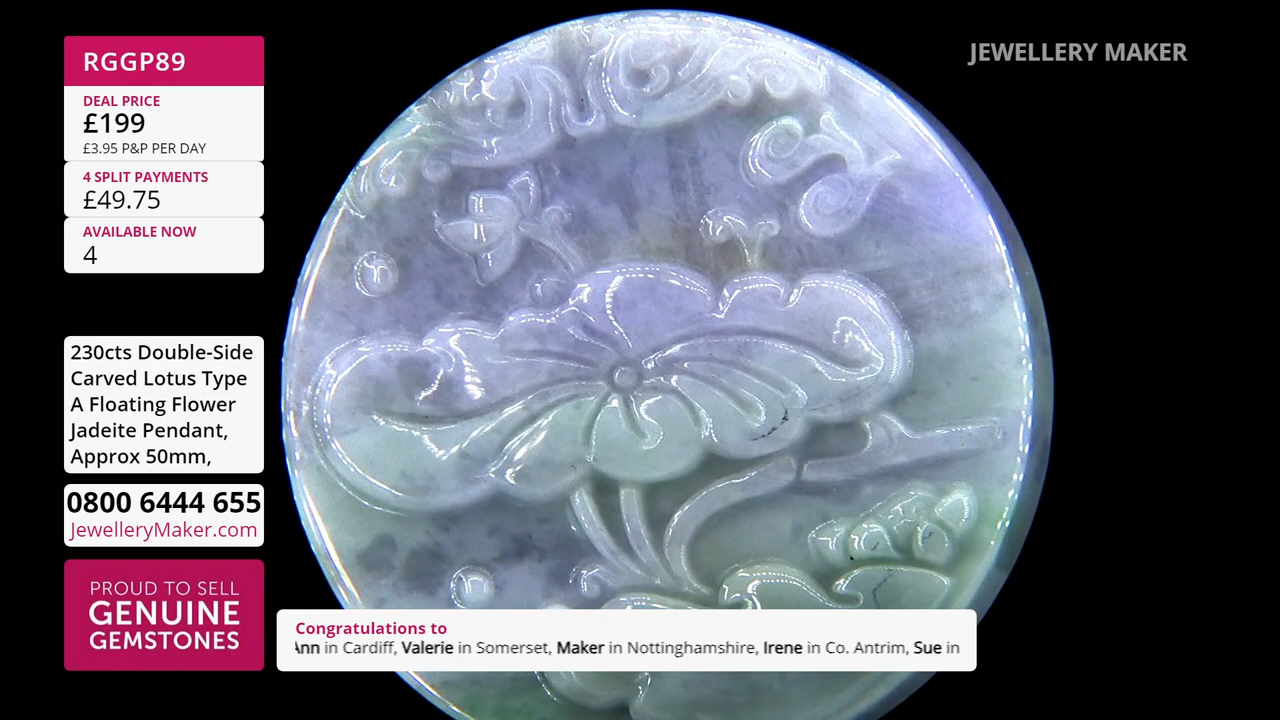 RGGP89
DEAL PRICE
£199
£3.95 P&P PER DAY
4 SPLIT PAYMENTS
£49.75
AVAILABLE NOW
4
230cts Double-Side
Carved Lotus Type
A Floating Flower
Jadeite Pendant,
Approx 50mm,
0800 6444 655
JewelleryMaker.com
PROUD TO SELL
GENUINE
GEMSTONES
JEWELLERY MAKER
Congratulations to
Ann in Cardiff, Valerie in Somerset, Maker in Nottinghamshire, Irene in Co. Antrim, Sue in